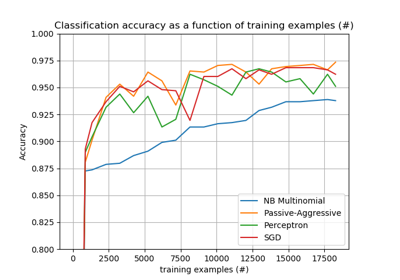 Classification accuracy as a function of training examples (#)
1.000
0.975
0.950
0.925
0.900
0.875
0.850
0.825
0.800
Accuracy
NB Multinomial
Passive-Aggressive
Perceptron
SGD
0 2500 5000 7500 10000 12500 15000 17500
training examples (#)